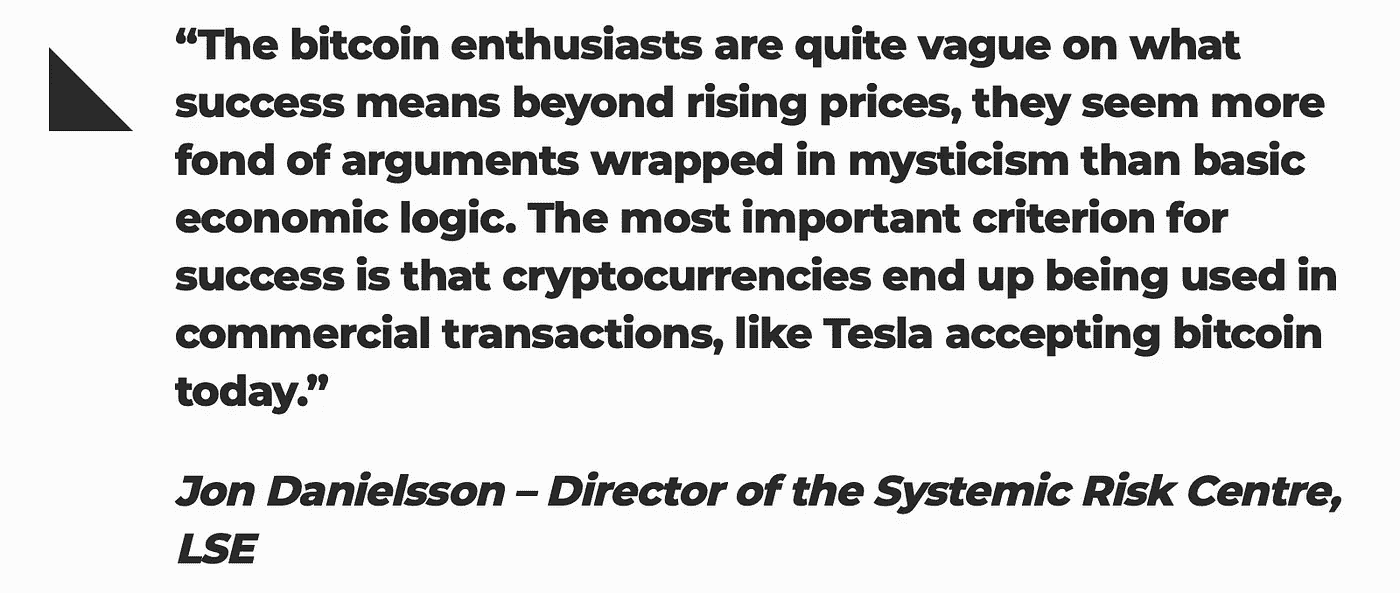 “The bitcoin enthusiasts are quite vague on what
success means beyond rising prices, they seem more
fond of arguments wrapped in mysticism than basic
economic logic. The most important criterion for
success is that cryptocurrencies end up being used in
commercial transactions, like Tesla accepting bitcoin
today.”
Jon Danielsson – Director of the Systemic Risk Centre,
LSE